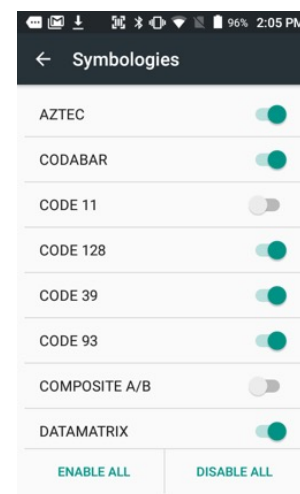 96% 2:05 PM
Symbologies
AZTEC
CODABAR
CODE 11
CODE 128
CODE 39
CODE 93
COMPOSITE A/B
DATAMATRIX
ENABLE ALL DISABLE ALL